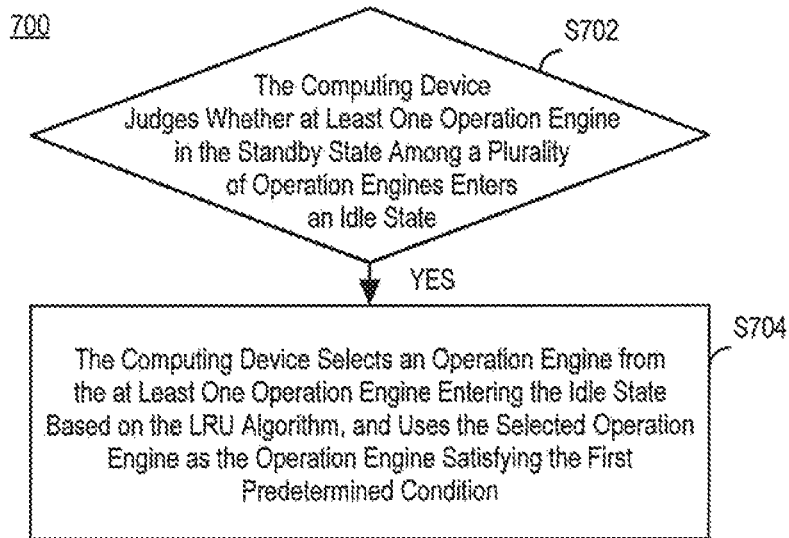 700
S702
The Computing Device
Judges Whether at Least One Operation Engine
in the Standby State Among a Plurality
of Operation Engines Enters
an Idle State
YES
S704
The Computing Device Selects an Operation Engine from
the at Least One Operation Engine Entering the Idle State
Based on the LRU Algorithm, and Uses the Selected Operation
Engine as the Operation Engine Satisfying the First
Predetermined Condition